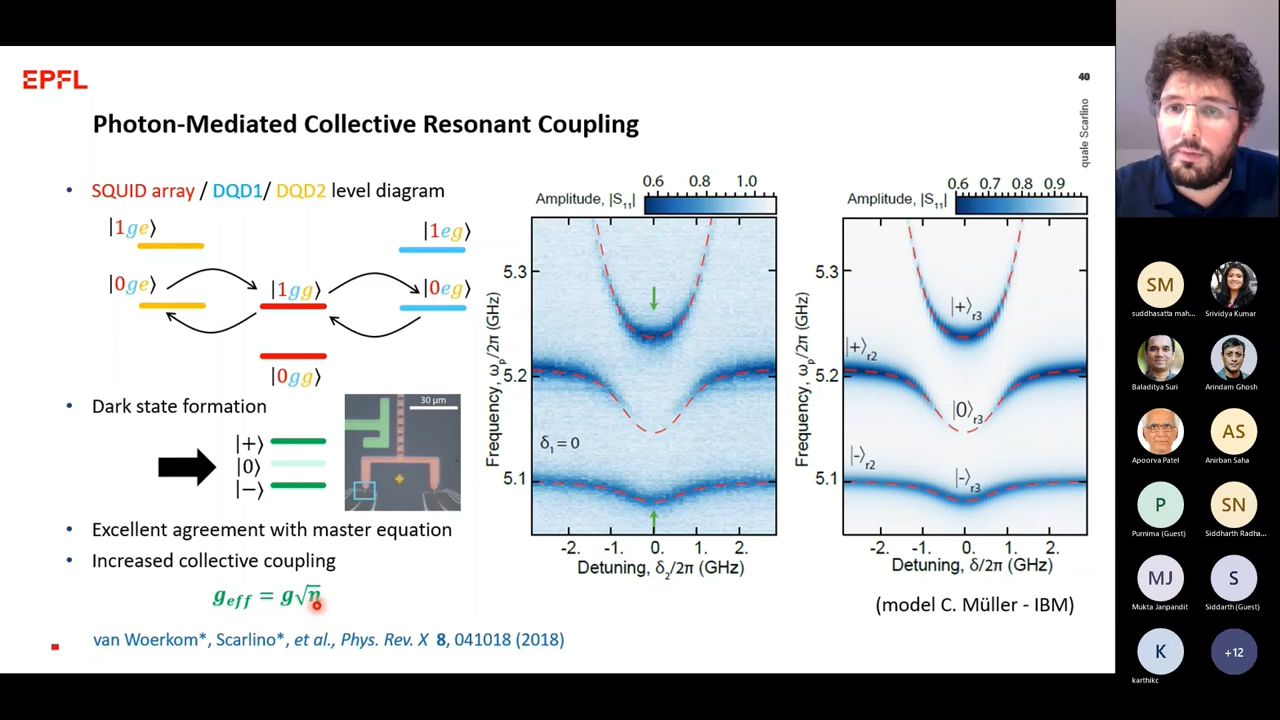 EPFL
40
quale Scarlino
Photon-Mediated Collective Resonant Coupling
• SQUID array / DQD1/ DQD2 level diagram
|1ge⟩
|1eg⟩
|0ge⟩
|1gg⟩
|0eg⟩
|0gg⟩
• Dark state formation
30 µm
|+⟩
|0⟩
|−⟩
• Excellent agreement with master equation
• Increased collective coupling
g_eff = g√n
van Woerkom*, Scarlino*, et al., Phys. Rev. X 8, 041018 (2018)
0.6 0.8 1.0
Amplitude, |S₁₁|
Frequency, ωₚ/2π (GHz)
5.3
5.2
5.1
δ₁ = 0
-2. -1. 0. 1. 2.
Detuning, δ₂/2π (GHz)
0.6 0.7 0.8 0.9
Amplitude, |S₁₁|
Frequency, ωₚ/2π (GHz)
5.3
|+⟩r3
|+⟩r2
5.2
|0⟩r3
|-⟩r2
5.1
|-⟩r3
-2. -1. 0. 1. 2.
Detuning, δ/2π (GHz)
(model C. Müller - IBM)
SM
suddhasatta mah...
Srividya Kumar
Baladitya Suri
Arindam Ghosh
Apoorva Patel
AS
Anirban Saha
P
Purnima (Guest)
SN
Siddharth Radha...
MJ
Mukta Janpandit
S
Siddarth (Guest)
K
karthikc
+12